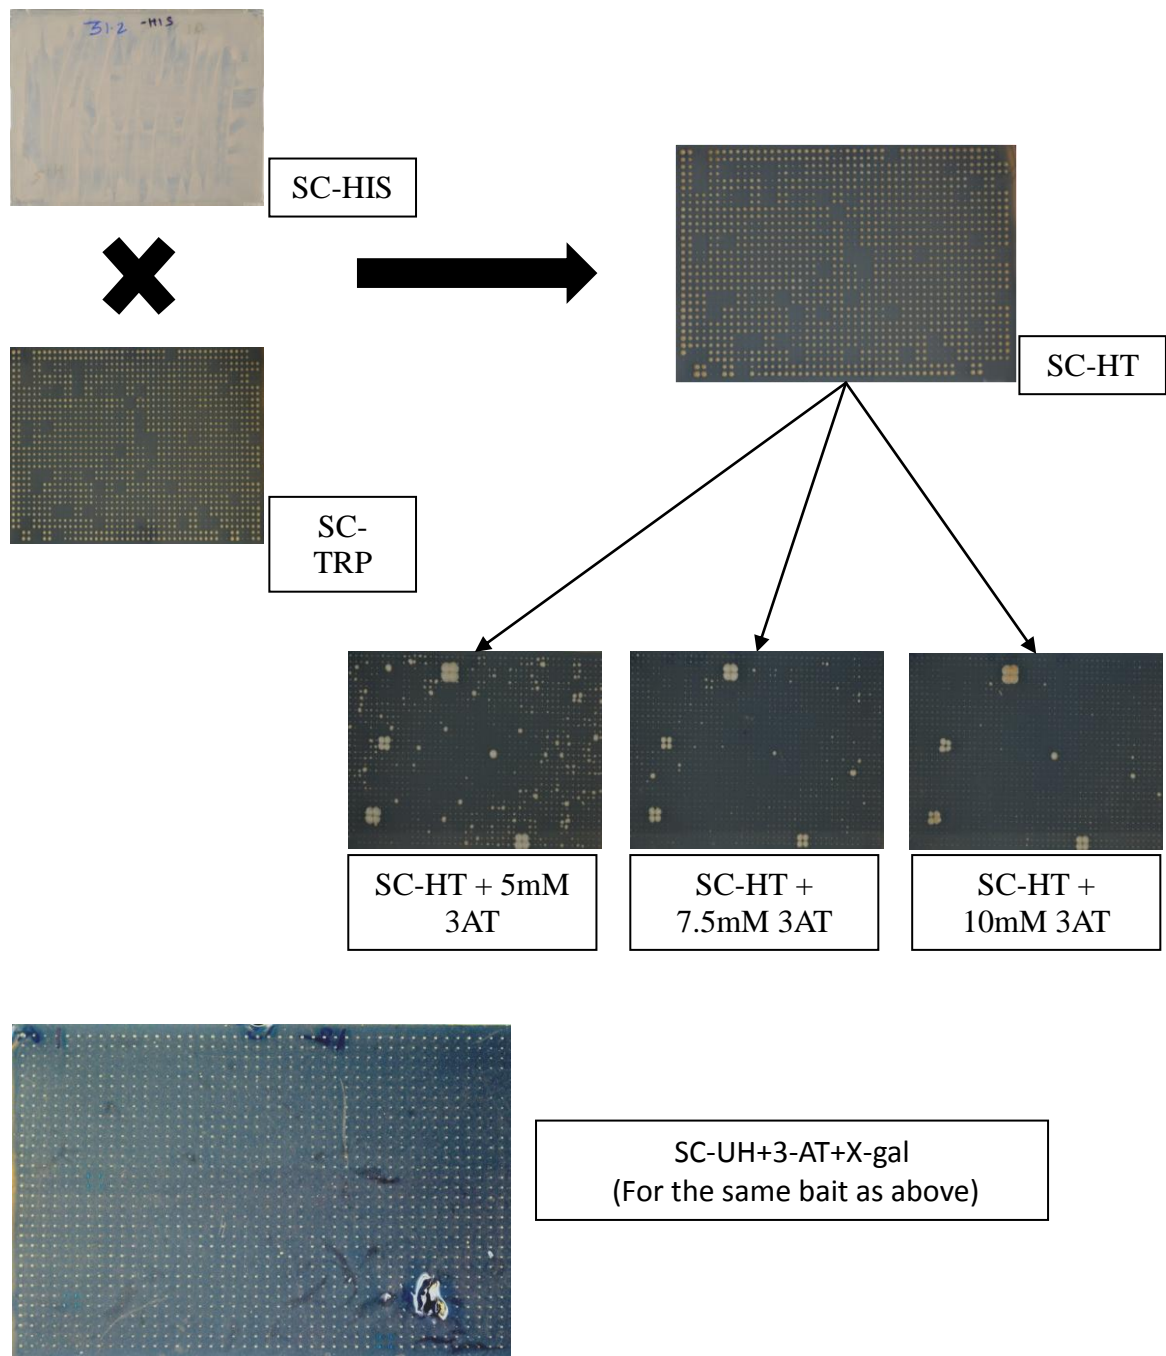 31.2 -HIS
SC-HIS
SC-HT
SC-
TRP
SC-HT + 5mM
3AT
SC-HT +
7.5mM 3AT
SC-HT +
10mM 3AT
SC-UH+3-AT+X-gal
(For the same bait as above)